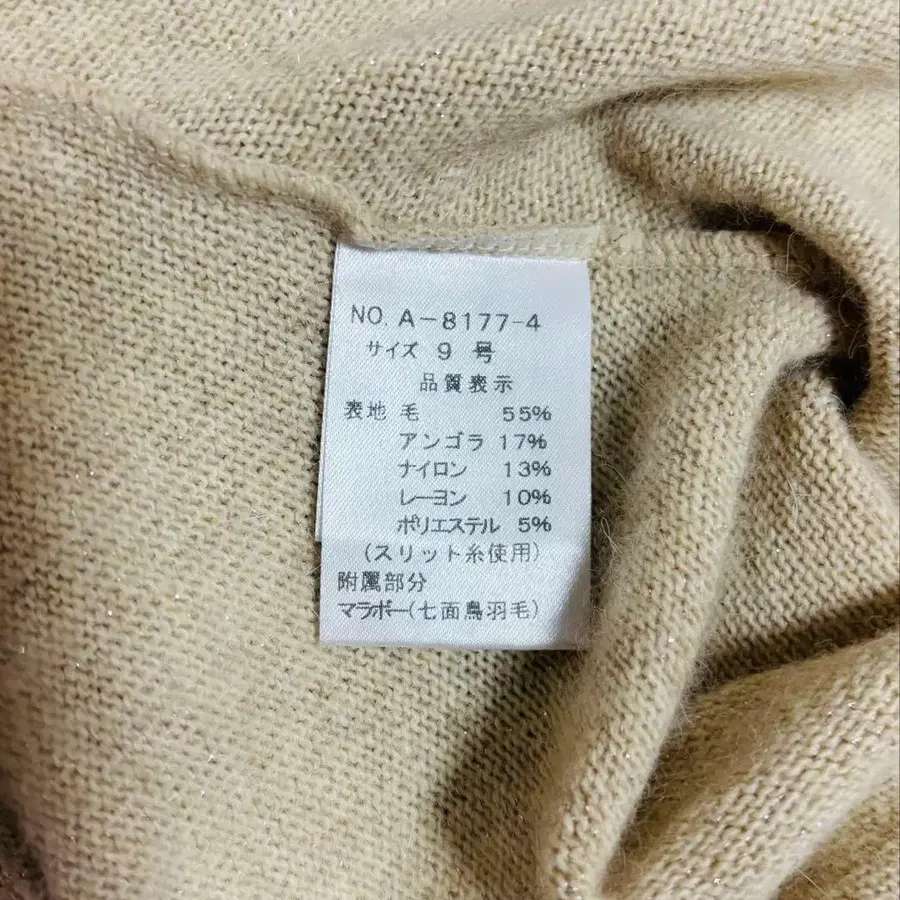 NO. A-8177-4
サイズ 9 号
品質表示
表地 毛 55%
アンゴラ 17%
ナイロン 13%
レーヨン 10%
ポリエステル 5%
(スリット糸使用)
附属部分
マラボー(七面鳥羽毛)